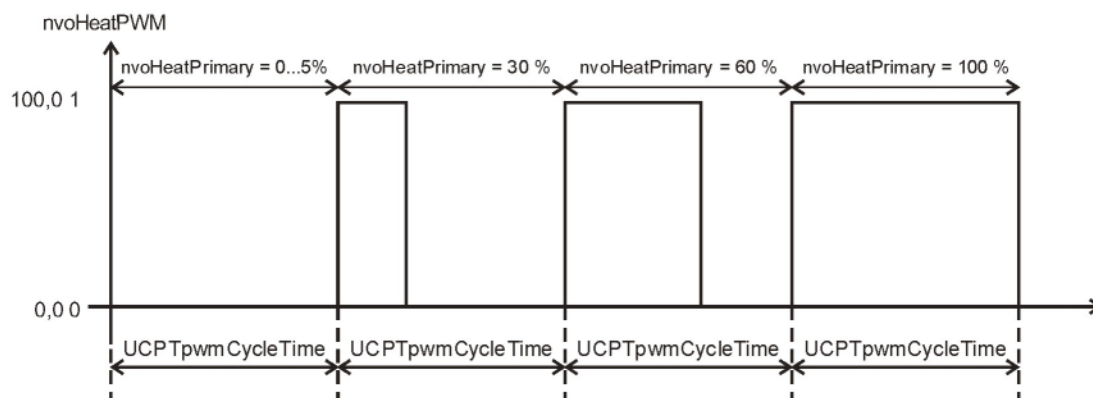 nvoHeatPWM
nvoHeatPrimary = 0...5% nvoHeatPrimary = 30 % nvoHeatPrimary = 60 % nvoHeatPrimary = 100 %
100,0 1
0,0 0
UCPTpwmCycleTime UCPTpwmCycleTime UCPTpwmCycleTime UCPTpwmCycleTime